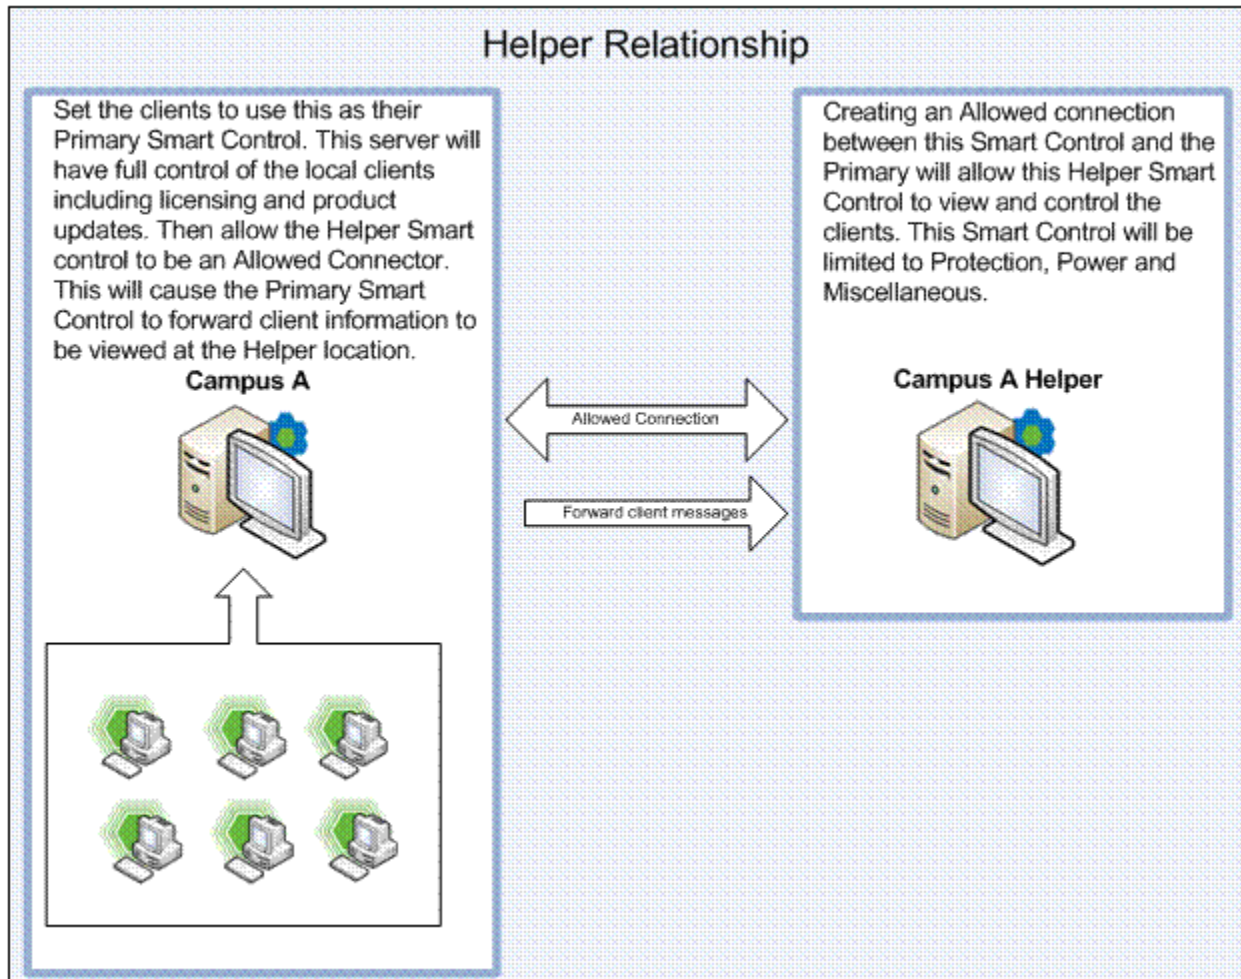 Helper Relationship
Set the clients to use this as their
Primary Smart Control. This server will
have full control of the local clients
including licensing and product
updates. Then allow the Helper Smart
control to be an Allowed Connector.
This will cause the Primary Smart
Control to forward client information to
be viewed at the Helper location.
Campus A
Allowed Connection
Forward client messages
Creating an Allowed connection
between this Smart Control and the
Primary will allow this Helper Smart
Control to view and control the
clients. This Smart Control will be
limited to Protection, Power and
Miscellaneous.
Campus A Helper